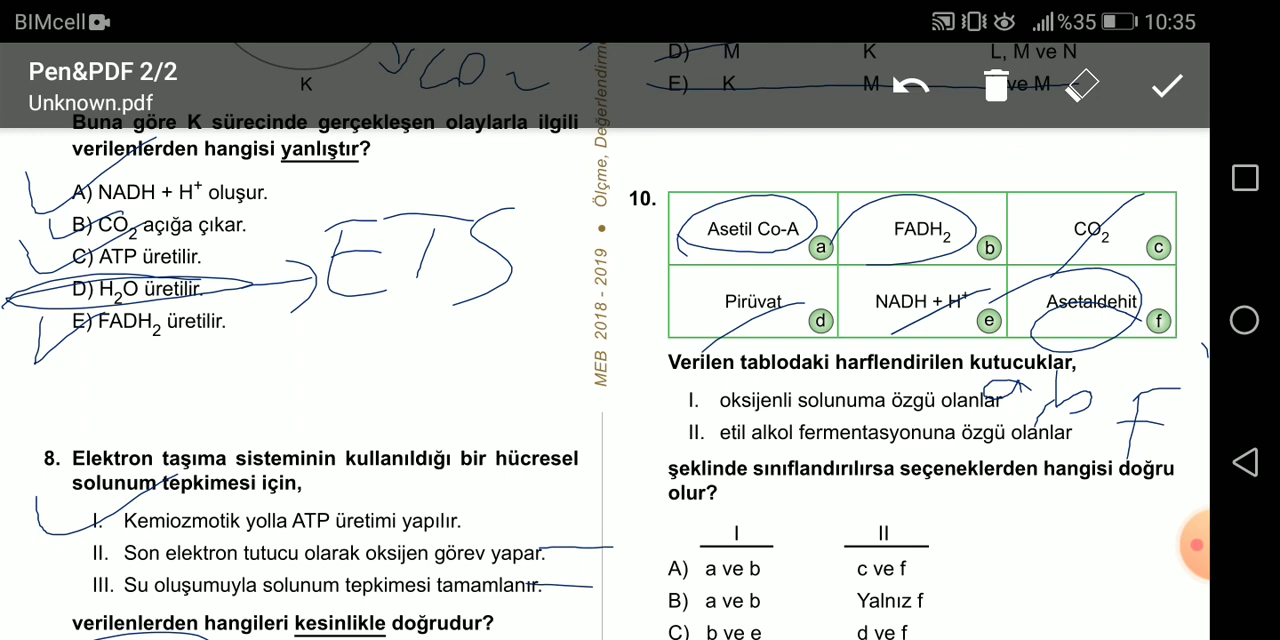 BIMcell %35 10:35
Pen&PDF 2/2
Unknown.pdf
K
CO2
Buna göre K sürecinde gerçekleşen olaylarla ilgili
verilenlerden hangisi yanlıştır?
A) NADH + H⁺ oluşur.
B) CO₂ açığa çıkar.
C) ATP üretilir.
D) H₂O üretilir.
E) FADH₂ üretilir.
ETS
8. Elektron taşıma sisteminin kullanıldığı bir hücresel
solunum tepkimesi için,
I. Kemiozmotik yolla ATP üretimi yapılır.
II. Son elektron tutucu olarak oksijen görev yapar.
III. Su oluşumuyla solunum tepkimesi tamamlanır.
verilenlerden hangileri kesinlikle doğrudur?
MEB 2018 - 2019 ● Ölçme, Değerlendirme
D) M K L, M ve N
E) K M ve M
10.
Asetil Co-A a FADH₂ b CO₂ c
Pirüvat d NADH + H⁺ e Asetaldehit f
Verilen tablodaki harflendirilen kutucuklar,
I. oksijenli solunuma özgü olanlar a, b
II. etil alkol fermentasyonuna özgü olanlar F
şeklinde sınıflandırılırsa seçeneklerden hangisi doğru
olur?
I II
A) a ve b c ve f
B) a ve b Yalnız f
C) b ve e d ve f